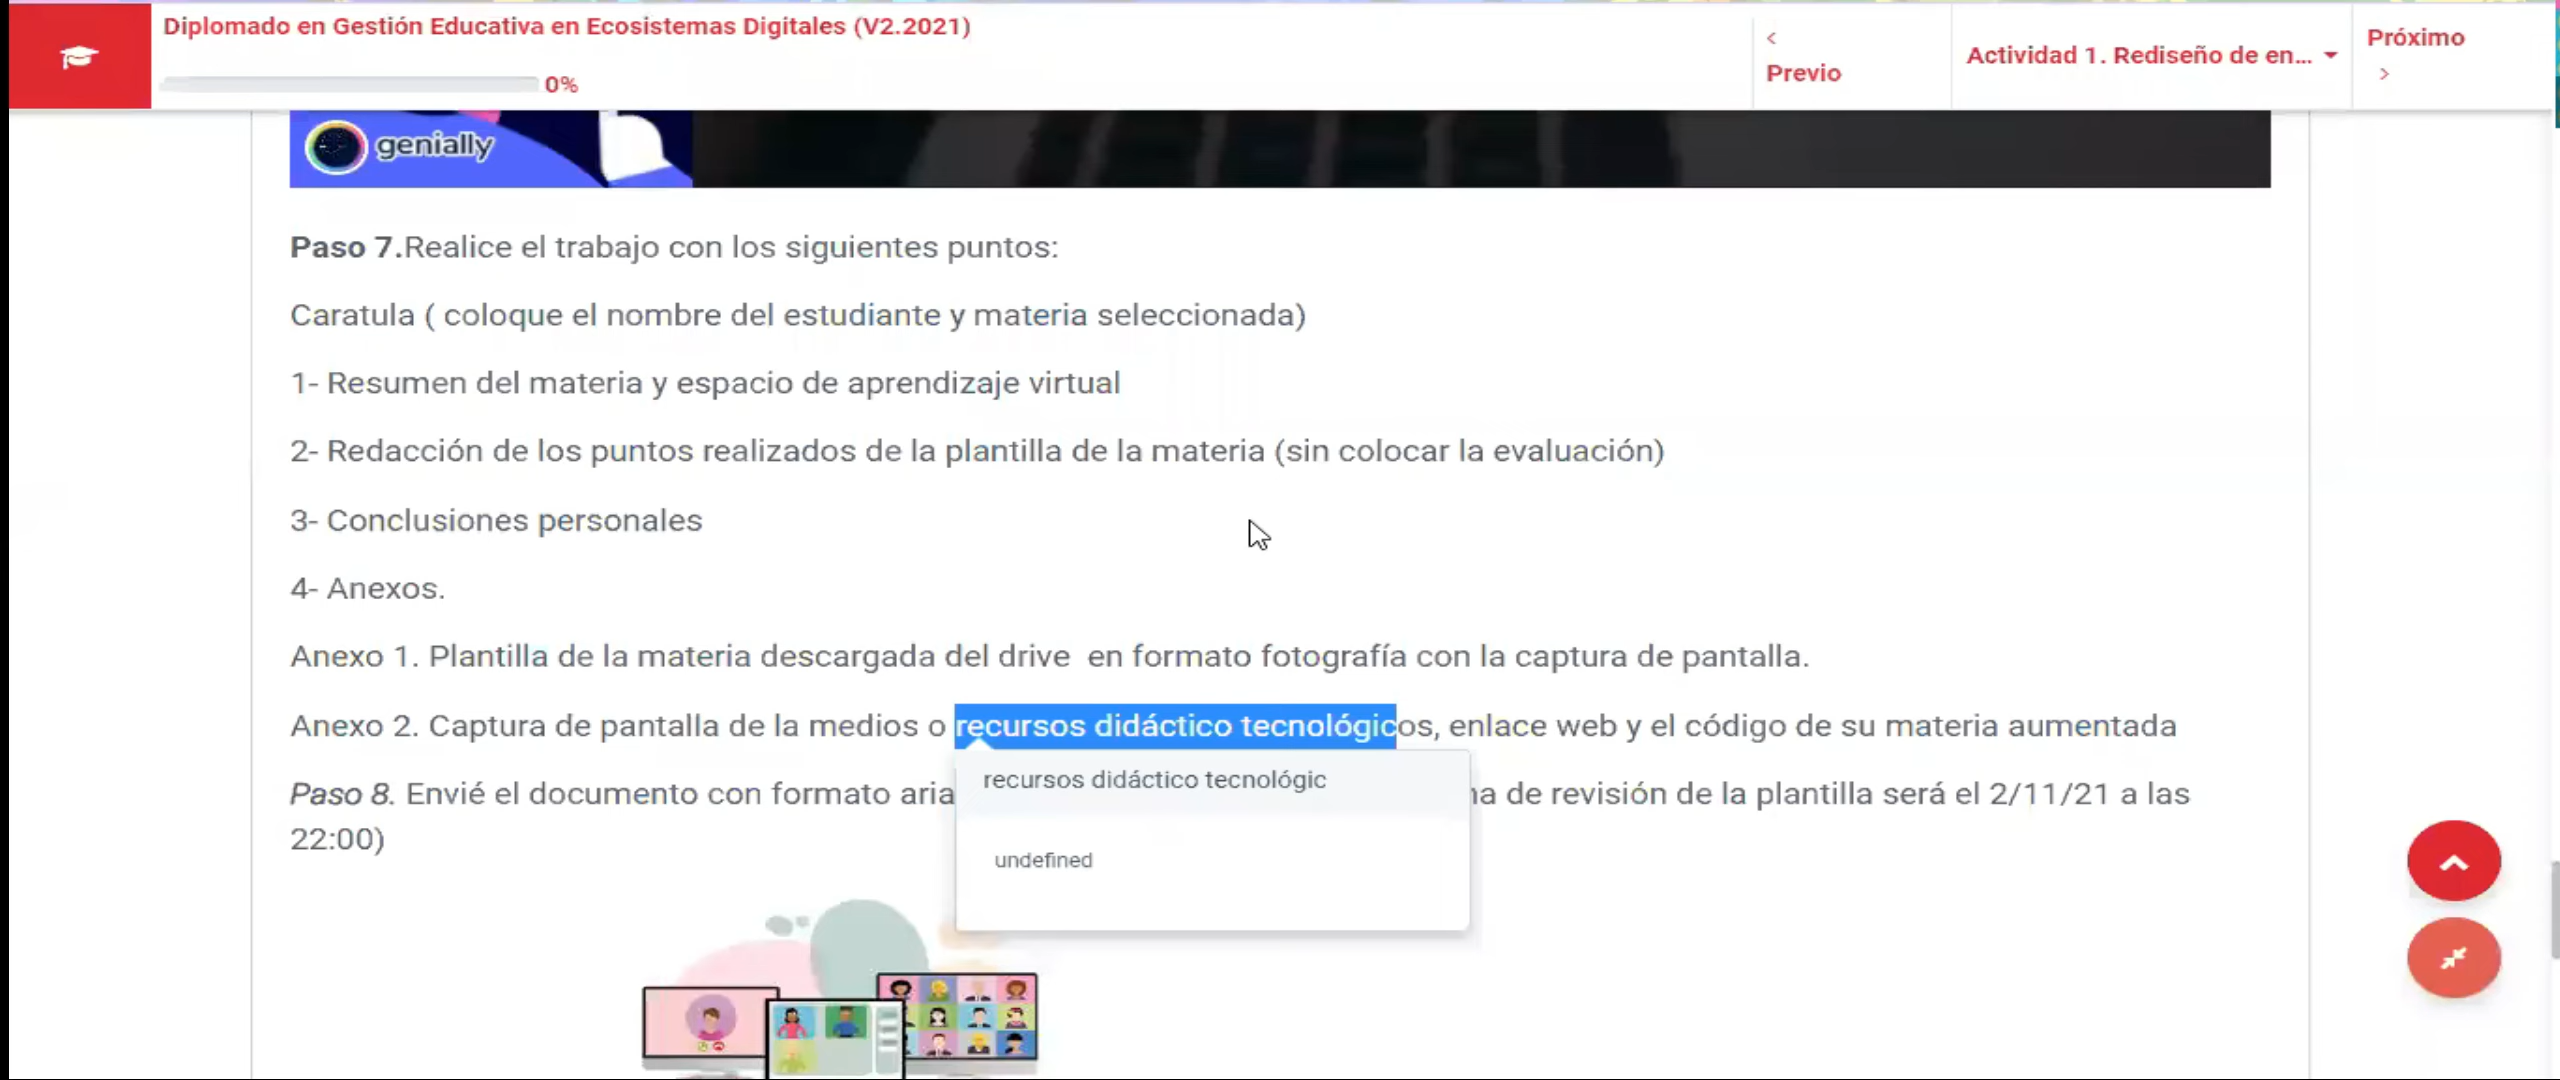 Diplomado en Gestión Educativa en Ecosistemas Digitales (V2.2021)
0%
<
Previo
Actividad 1. Rediseño de en...
Próximo
>
genially
Paso 7.Realice el trabajo con los siguientes puntos:
Caratula ( coloque el nombre del estudiante y materia seleccionada)
1- Resumen del materia y espacio de aprendizaje virtual
2- Redacción de los puntos realizados de la plantilla de la materia (sin colocar la evaluación)
3- Conclusiones personales
4- Anexos.
Anexo 1. Plantilla de la materia descargada del drive en formato fotografía con la captura de pantalla.
Anexo 2. Captura de pantalla de la medios o recursos didáctico tecnológicos, enlace web y el código de su materia aumentada
recursos didáctico tecnológic
Paso 8. Envié el documento con formato de revisión de la plantilla será el 2/11/21 a las
22:00)
undefined